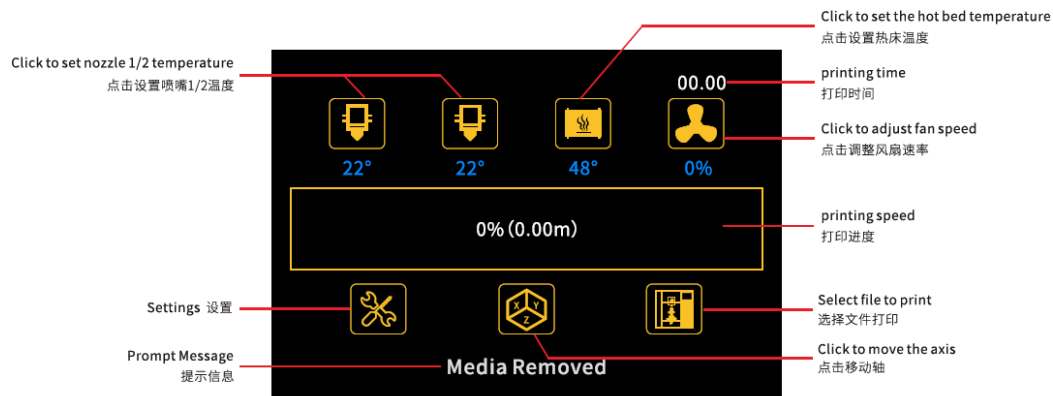 Click to set the hot bed temperature
点击设置热床温度
Click to set nozzle 1/2 temperature
点击设置喷嘴1/2温度
00.00
printing time
打印时间
Click to adjust fan speed
点击调整风扇速率
22°
22°
48°
0%
0% (0.00m)
printing speed
打印进度
Settings 设置
X
Y
Z
Select file to print
选择文件打印
Click to move the axis
点击移动轴
Prompt Message
提示信息
Media Removed